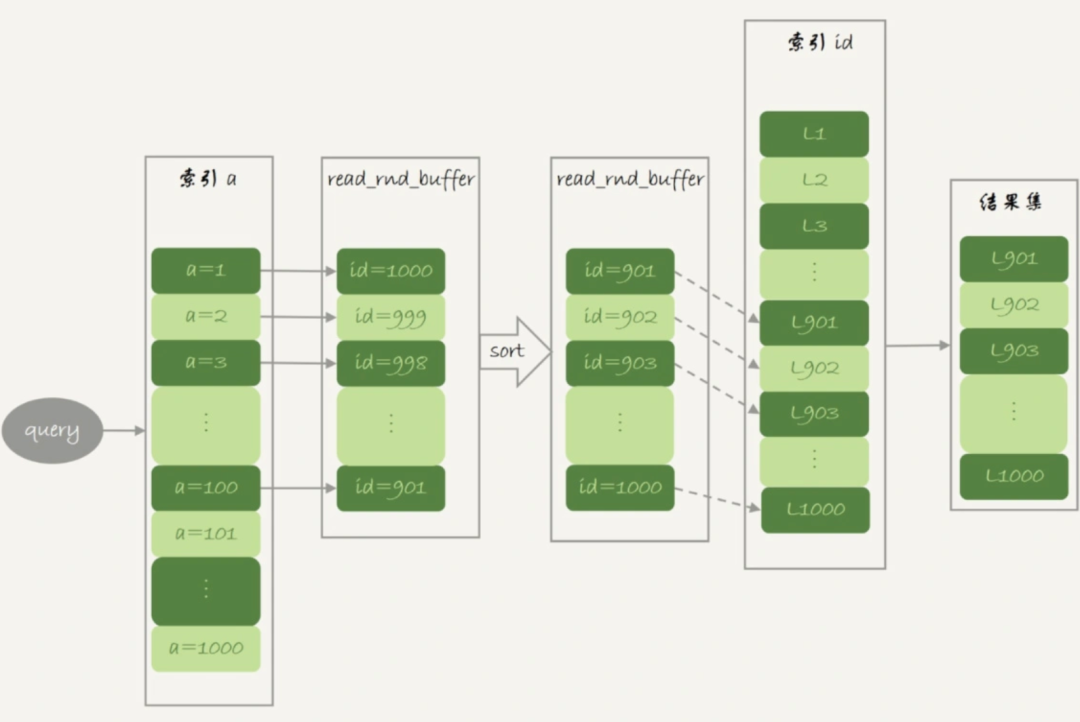 query
索引 a
a=1
a=2
a=3
⋮
a=100
a=101
⋮
a=1000
read_rnd_buffer
id=1000
id=999
id=998
⋮
id=901
sort
read_rnd_buffer
id=901
id=902
id=903
⋮
id=1000
索引 id
L1
L2
L3
⋮
L901
L902
L903
⋮
L1000
结果集
L901
L902
L903
⋮
L1000